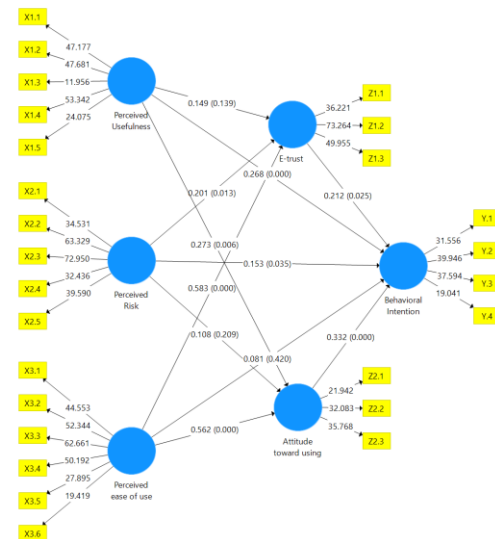 X1.1
X1.2
X1.3
X1.4
X1.5
47.177
47.681
11.956
53.342
24.075
Perceived
Usefulness
X2.1
X2.2
X2.3
X2.4
X2.5
34.531
63.329
72.950
32.436
39.590
Perceived
Risk
X3.1
X3.2
X3.3
X3.4
X3.5
X3.6
44.553
52.344
62.661
50.192
27.895
19.419
Perceived
ease of use
0.149 (0.139)
0.268 (0.000)
0.201 (0.013)
0.273 (0.006)
0.153 (0.035)
0.583 (0.000)
0.108 (0.209)
0.081 (0.420)
0.562 (0.000)
E-trust
36.221
73.264
49.955
Z1.1
Z1.2
Z1.3
0.212 (0.025)
0.332 (0.000)
Attitude
toward using
21.942
32.083
35.768
Z2.1
Z2.2
Z2.3
Behavioral
Intention
31.556
39.946
37.594
19.041
Y.1
Y.2
Y.3
Y.4